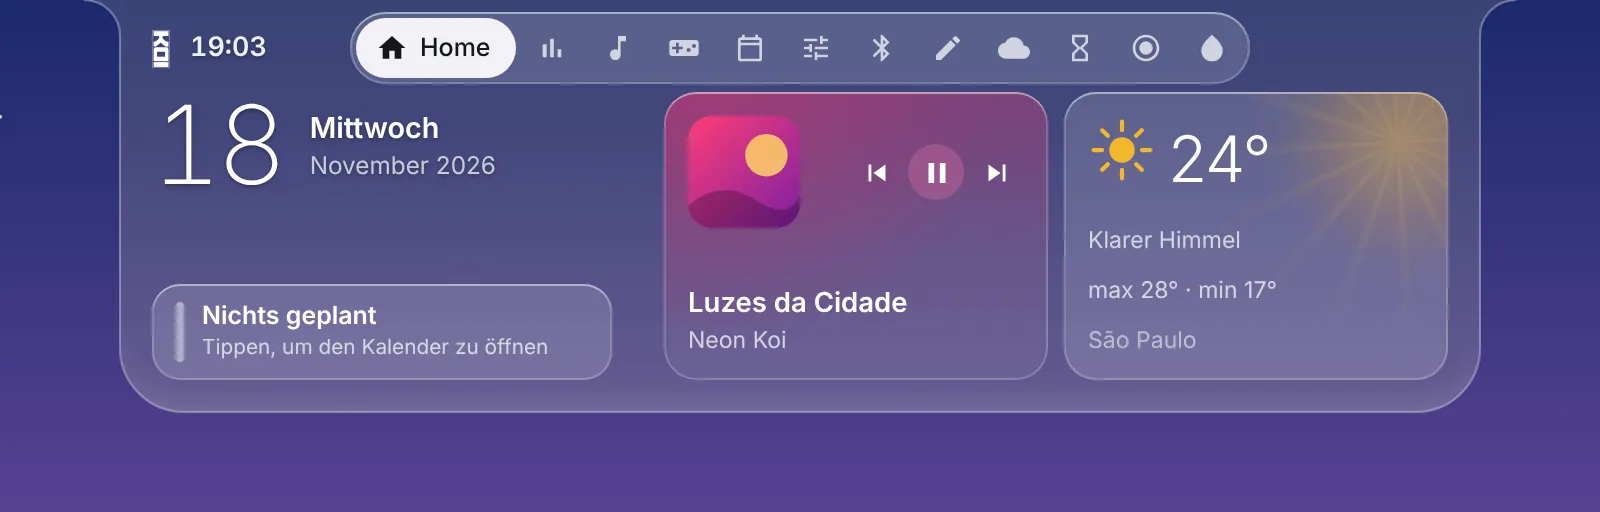 KOI
19:03
Home
18
Mittwoch
November 2026
Nichts geplant
Tippen, um den Kalender zu öffnen
Luzes da Cidade
Neon Koi
24°
Klarer Himmel
max 28° · min 17°
São Paulo